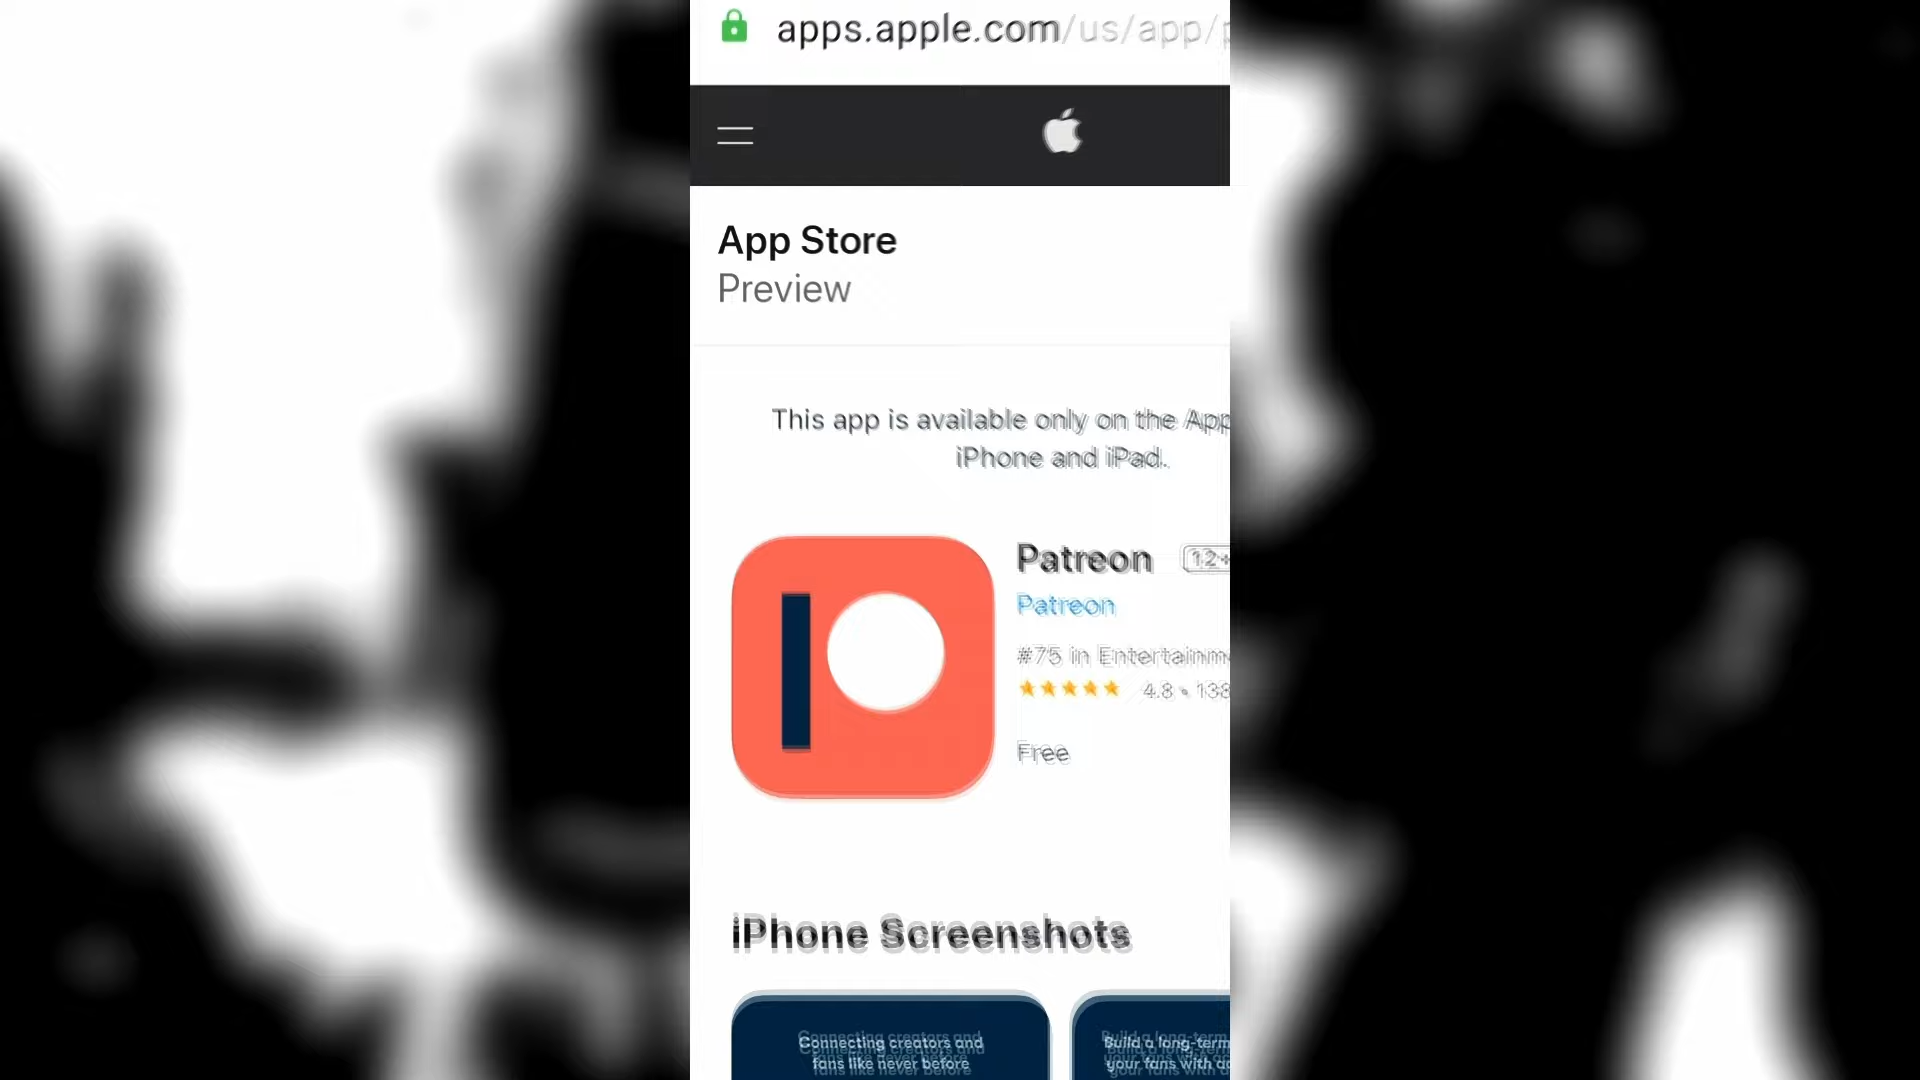 apps.apple.com/us/app/p
App Store
Preview
This app is available only on the App
iPhone and iPad.
Patreon 12+
Patreon
#75 in Entertainm
4.8 • 138
Free
iPhone Screenshots
Connecting creators and
fans like never before
Build a long-term
your fans with